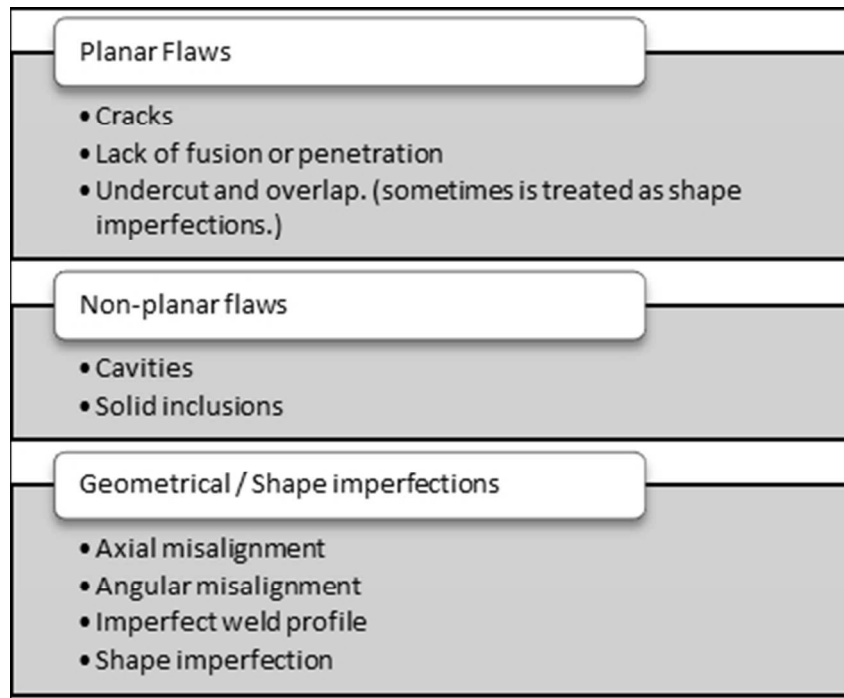 Planar Flaws
• Cracks
• Lack of fusion or penetration
• Undercut and overlap. (sometimes is treated as shape
imperfections.)
Non-planar flaws
• Cavities
• Solid inclusions
Geometrical / Shape imperfections
• Axial misalignment
• Angular misalignment
• Imperfect weld profile
• Shape imperfection